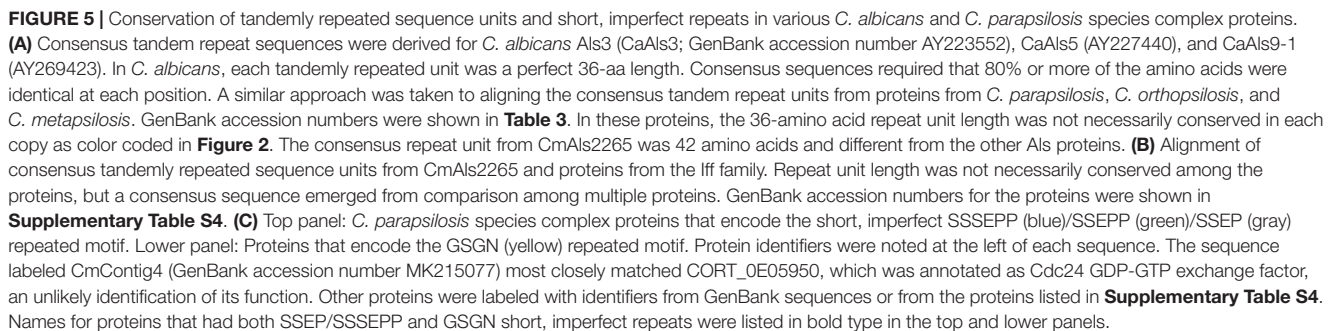 FIGURE 5 | Conservation of tandemly repeated sequence units and short, imperfect repeats in various C. albicans and C. parapsilosis species complex proteins.
(A) Consensus tandem repeat sequences were derived for C. albicans Als3 (CaAls3; GenBank accession number AY223552), CaAls5 (AY227440), and CaAls9-1
(AY269423). In C. albicans, each tandemly repeated unit was a perfect 36-aa length. Consensus sequences required that 80% or more of the amino acids were
identical at each position. A similar approach was taken to aligning the consensus tandem repeat units from proteins from C. parapsilosis, C. orthopsilosis, and
C. metapsilosis. GenBank accession numbers were shown in Table 3. In these proteins, the 36-amino acid repeat unit length was not necessarily conserved in each
copy as color coded in Figure 2. The consensus repeat unit from CmAls2265 was 42 amino acids and different from the other Als proteins. (B) Alignment of
consensus tandemly repeated sequence units from CmAls2265 and proteins from the Iff family. Repeat unit length was not necessarily conserved among the
proteins, but a consensus sequence emerged from comparison among multiple proteins. GenBank accession numbers for the proteins were shown in
Supplementary Table S4. (C) Top panel: C. parapsilosis species complex proteins that encode the short, imperfect SSSEPP (blue)/SSEPP (green)/SSEP (gray)
repeated motif. Lower panel: Proteins that encode the GSGN (yellow) repeated motif. Protein identifiers were noted at the left of each sequence. The sequence
labeled CmContig4 (GenBank accession number MK215077) most closely matched CORT_0E05950, which was annotated as Cdc24 GDP-GTP exchange factor,
an unlikely identification of its function. Other proteins were labeled with identifiers from GenBank sequences or from the proteins listed in Supplementary Table S4.
Names for proteins that had both SSEP/SSSEPP and GSGN short, imperfect repeats were listed in bold type in the top and lower panels.